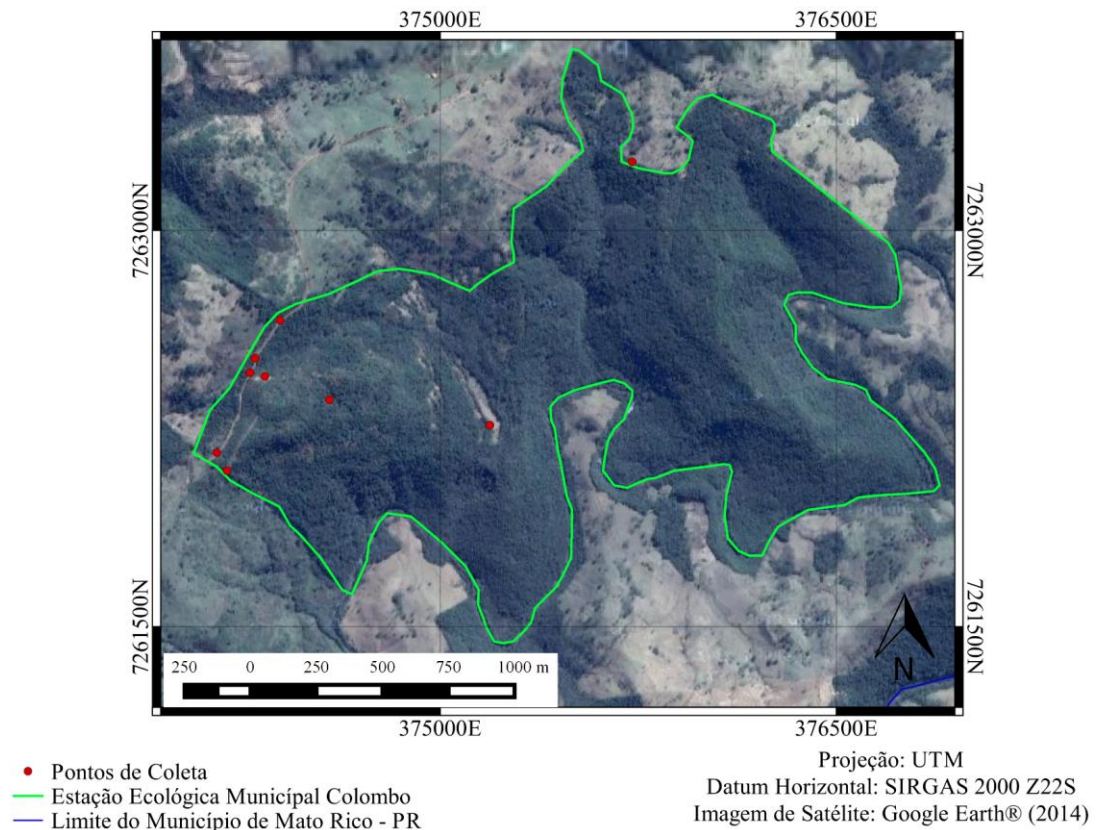 375000E 376500E
7263000N 7263000N
7261500N 7261500N
250 0 250 500 750 1000 m
N
375000E 376500E
Pontos de Coleta
Estação Ecológica Municípal Colombo
Limite do Município de Mato Rico - PR
Projeção: UTM
Datum Horizontal: SIRGAS 2000 Z22S
Imagem de Satélite: Google Earth® (2014)